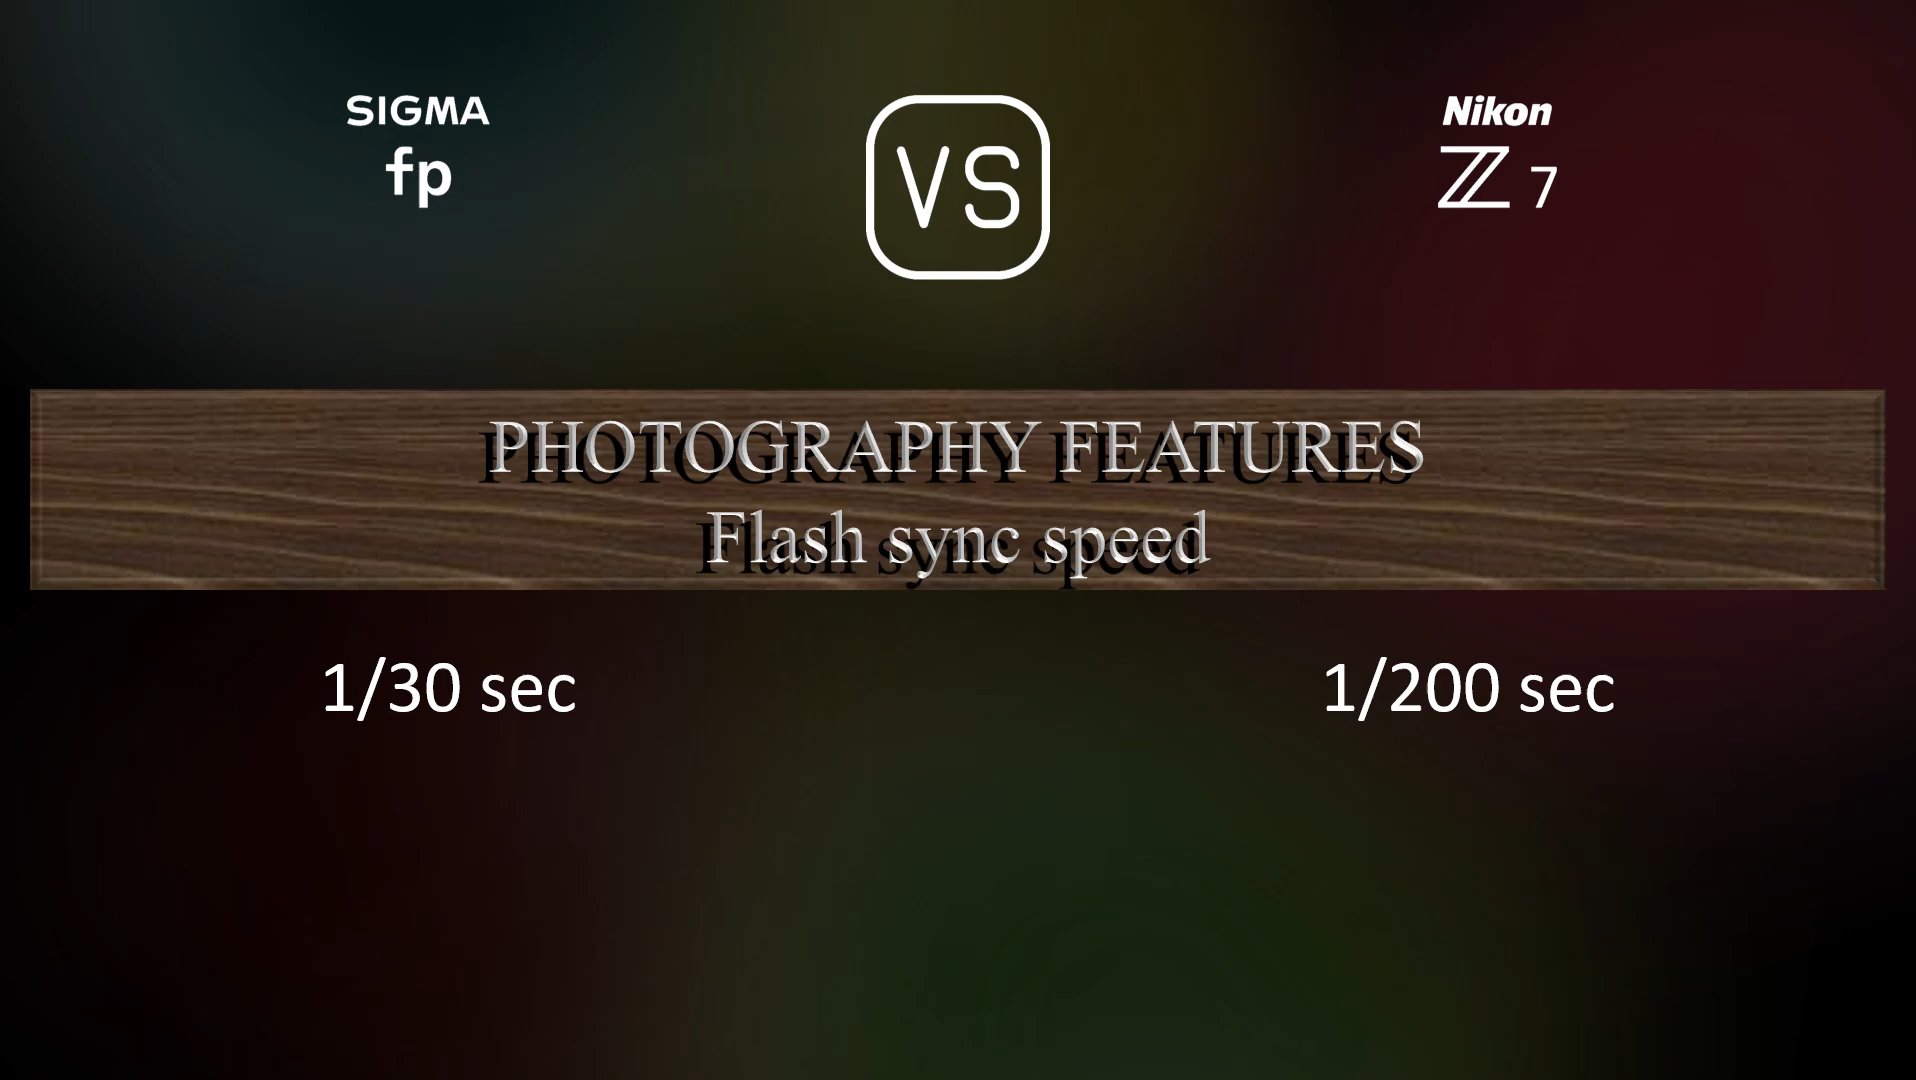 SIGMA
fp
VS
Nikon
Z 7
PHOTOGRAPHY FEATURES
Flash sync speed
1/30 sec
1/200 sec